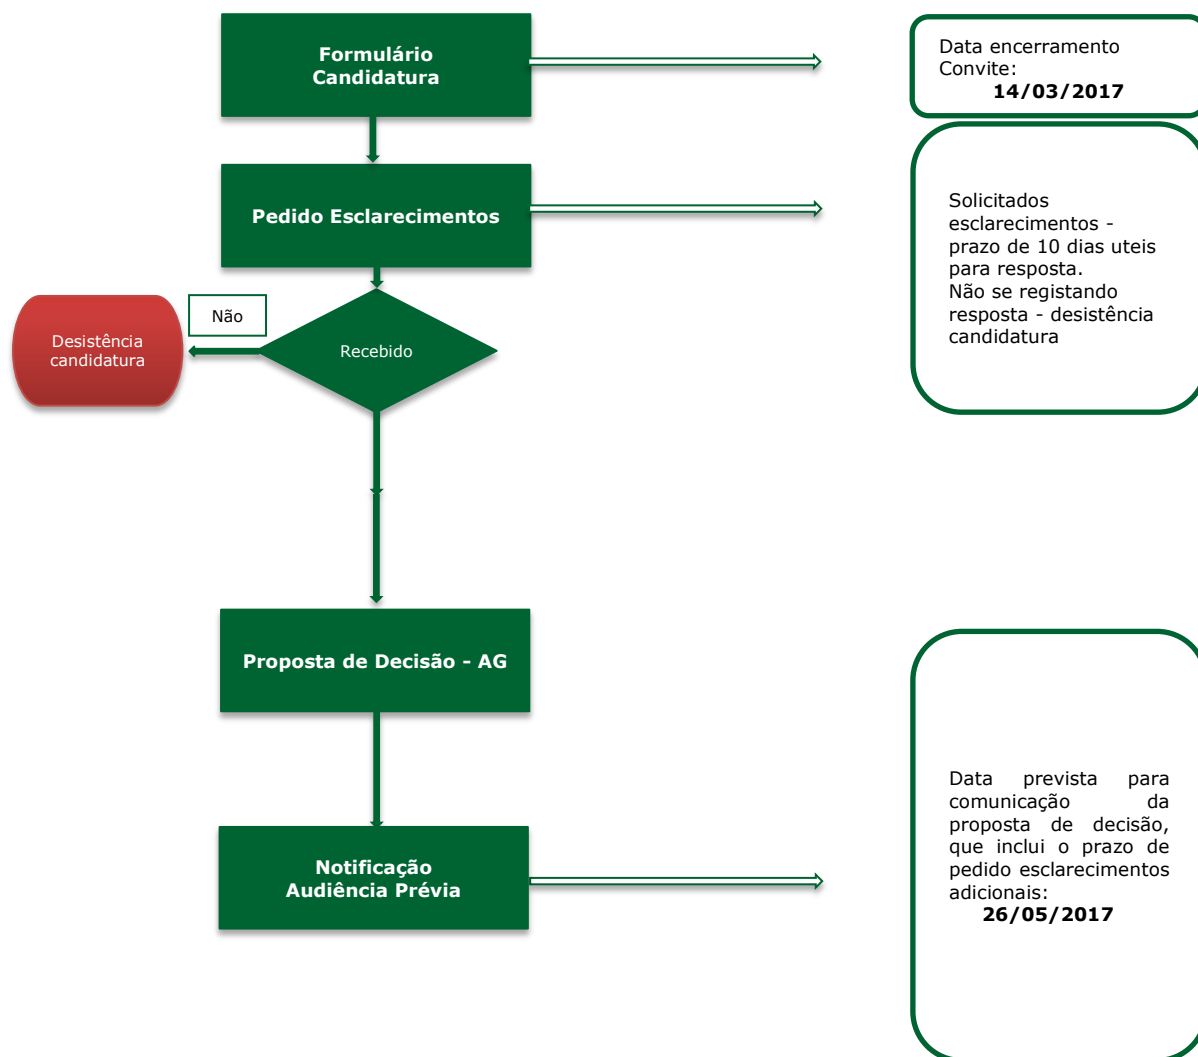 Formulário
Candidatura
Data encerramento
Convite:
14/03/2017
Pedido Esclarecimentos
Solicitados
esclarecimentos -
prazo de 10 dias uteis
para resposta.
Não se registando
resposta - desistência
candidatura
Não
Desistência
candidatura
Recebido
Proposta de Decisão - AG
Notificação
Audiência Prévia
Data prevista para
comunicação da
proposta de decisão,
que inclui o prazo de
pedido esclarecimentos
adicionais:
26/05/2017